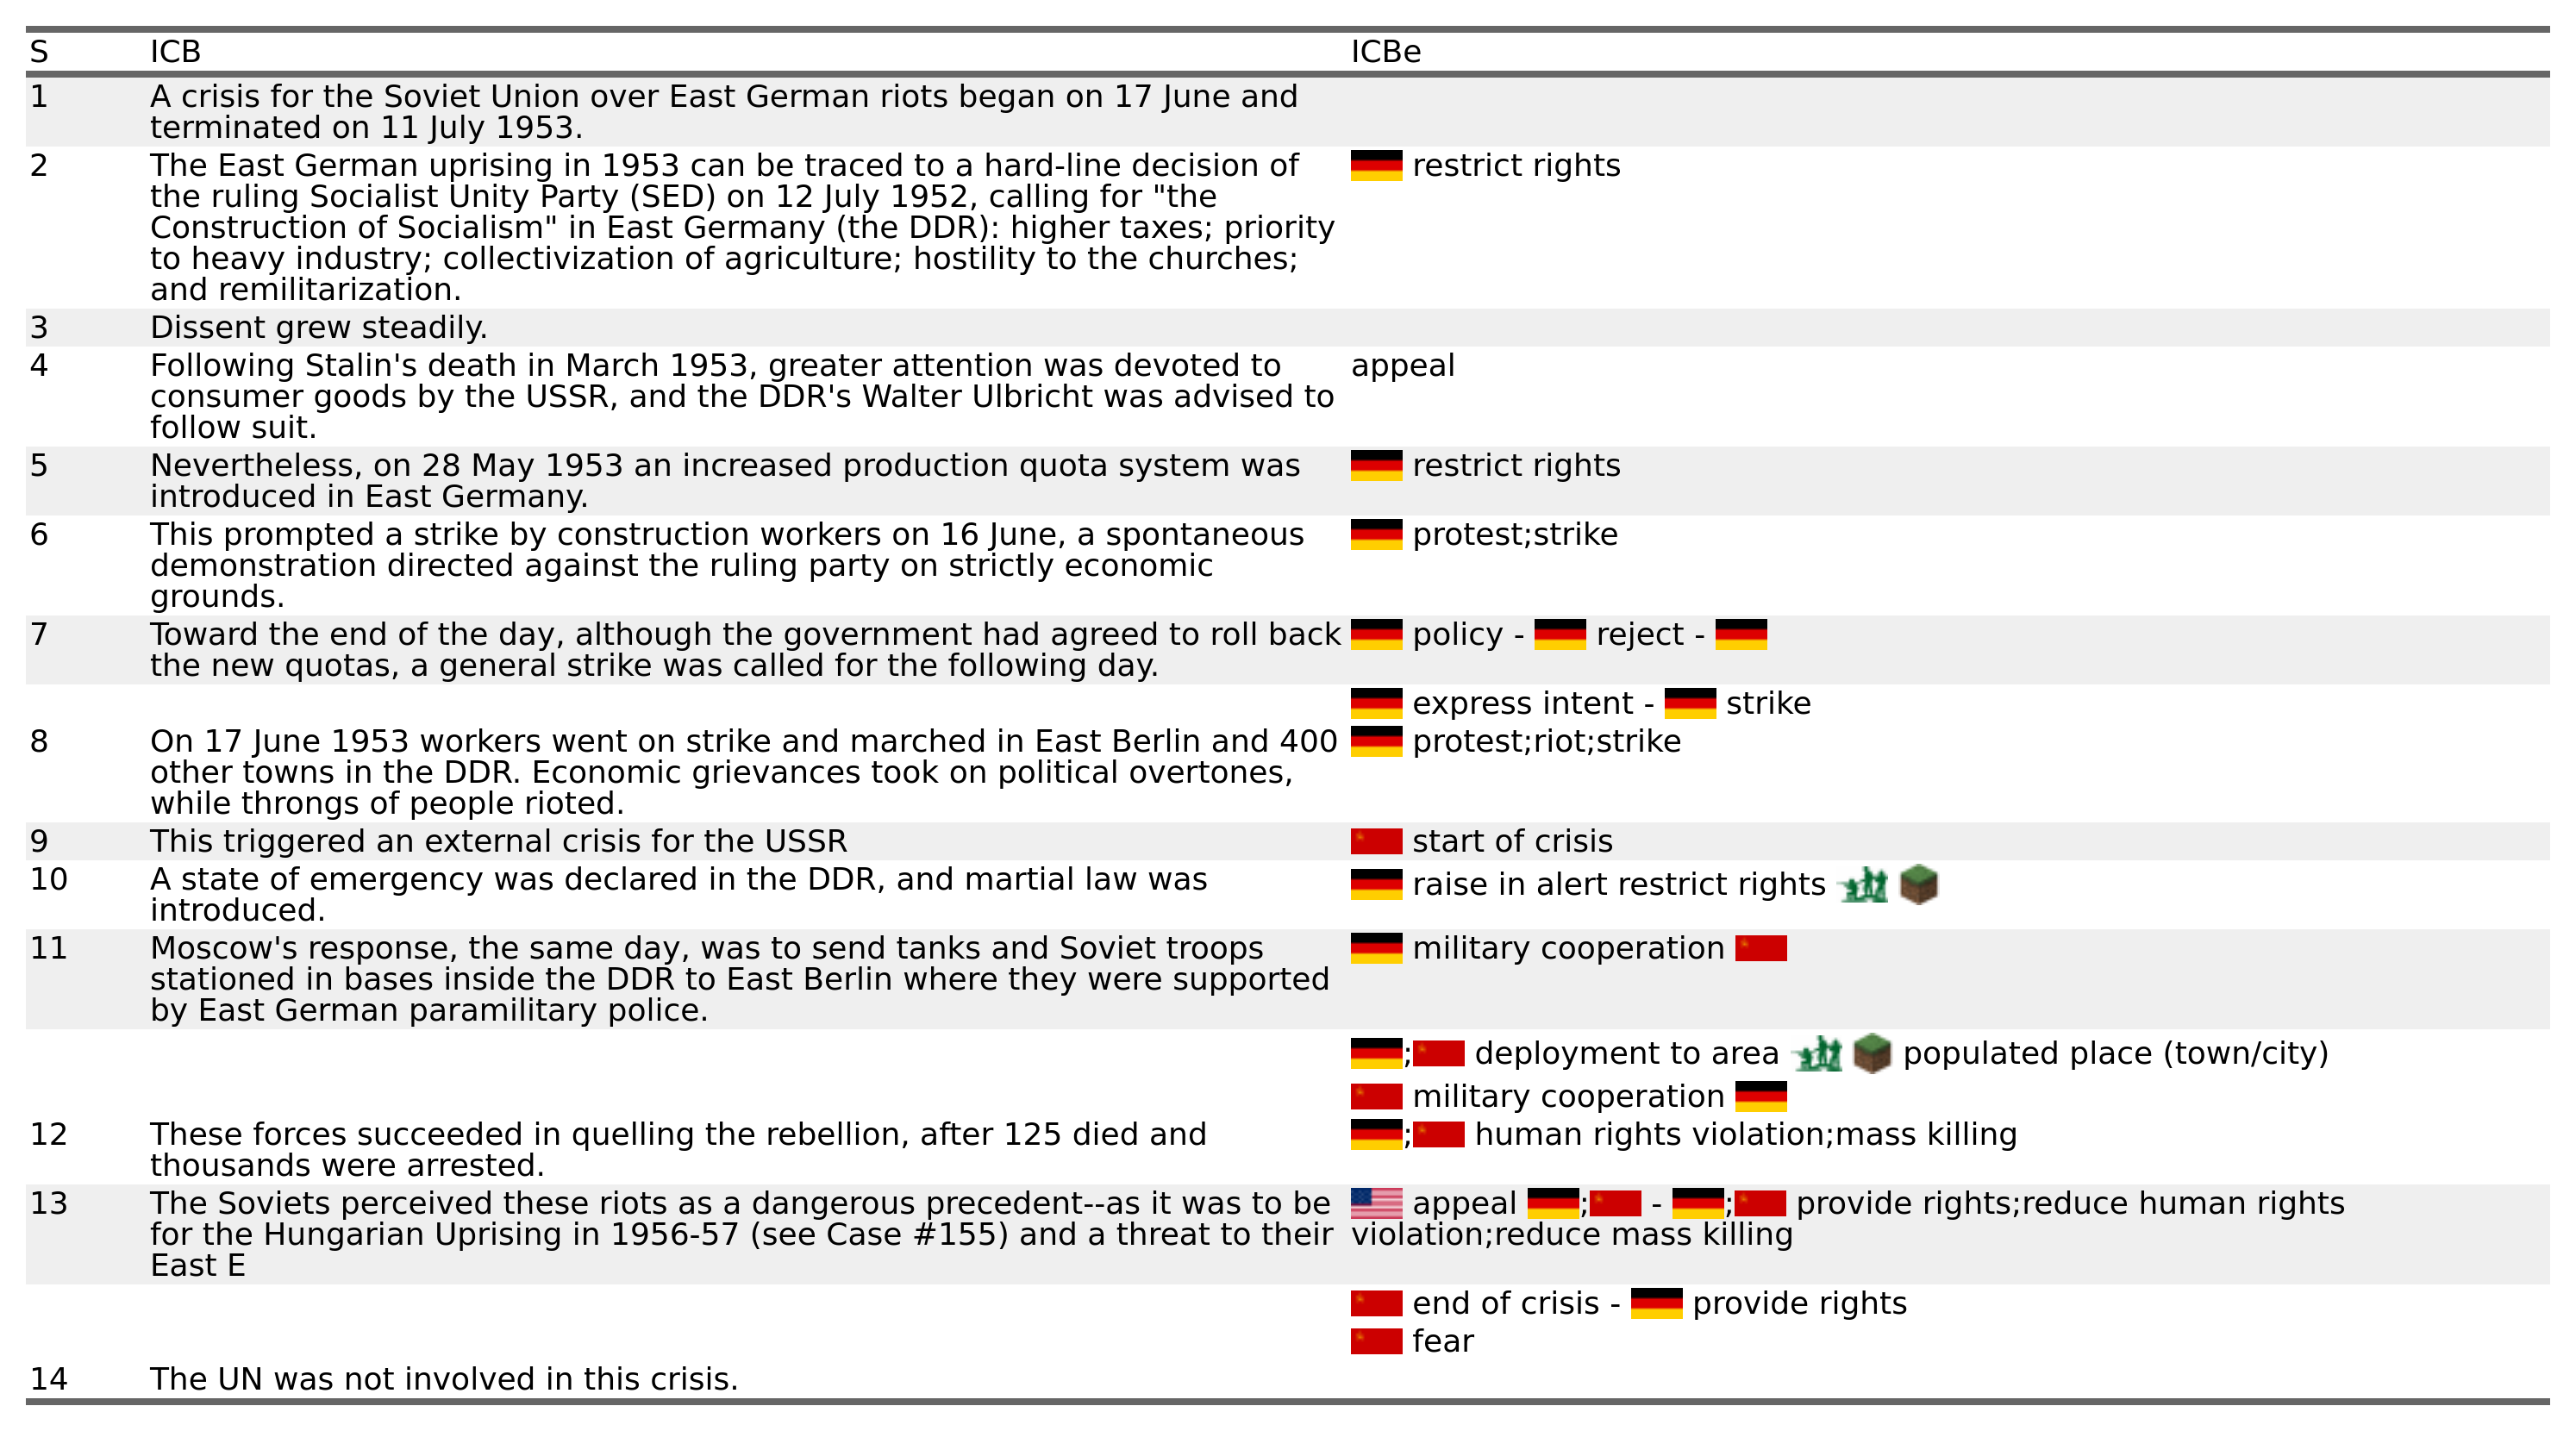 S ICB ICBe
1 A crisis for the Soviet Union over East German riots began on 17 June and
terminated on 11 July 1953.
2 The East German uprising in 1953 can be traced to a hard-line decision of restrict rights
the ruling Socialist Unity Party (SED) on 12 July 1952, calling for "the
Construction of Socialism" in East Germany (the DDR): higher taxes; priority
to heavy industry; collectivization of agriculture; hostility to the churches;
and remilitarization.
3 Dissent grew steadily.
4 Following Stalin's death in March 1953, greater attention was devoted to appeal
consumer goods by the USSR, and the DDR's Walter Ulbricht was advised to
follow suit.
5 Nevertheless, on 28 May 1953 an increased production quota system was restrict rights
introduced in East Germany.
6 This prompted a strike by construction workers on 16 June, a spontaneous protest;strike
demonstration directed against the ruling party on strictly economic
grounds.
7 Toward the end of the day, although the government had agreed to roll back policy - reject -
the new quotas, a general strike was called for the following day.
express intent - strike
8 On 17 June 1953 workers went on strike and marched in East Berlin and 400 protest;riot;strike
other towns in the DDR. Economic grievances took on political overtones,
while throngs of people rioted.
9 This triggered an external crisis for the USSR start of crisis
10 A state of emergency was declared in the DDR, and martial law was raise in alert restrict rights
introduced.
11 Moscow's response, the same day, was to send tanks and Soviet troops military cooperation
stationed in bases inside the DDR to East Berlin where they were supported
by East German paramilitary police.
; deployment to area populated place (town/city)
military cooperation
12 These forces succeeded in quelling the rebellion, after 125 died and ; human rights violation;mass killing
thousands were arrested.
13 The Soviets perceived these riots as a dangerous precedent--as it was to be appeal ; - ; provide rights;reduce human rights
for the Hungarian Uprising in 1956-57 (see Case #155) and a threat to their violation;reduce mass killing
East E
end of crisis - provide rights
fear
14 The UN was not involved in this crisis.